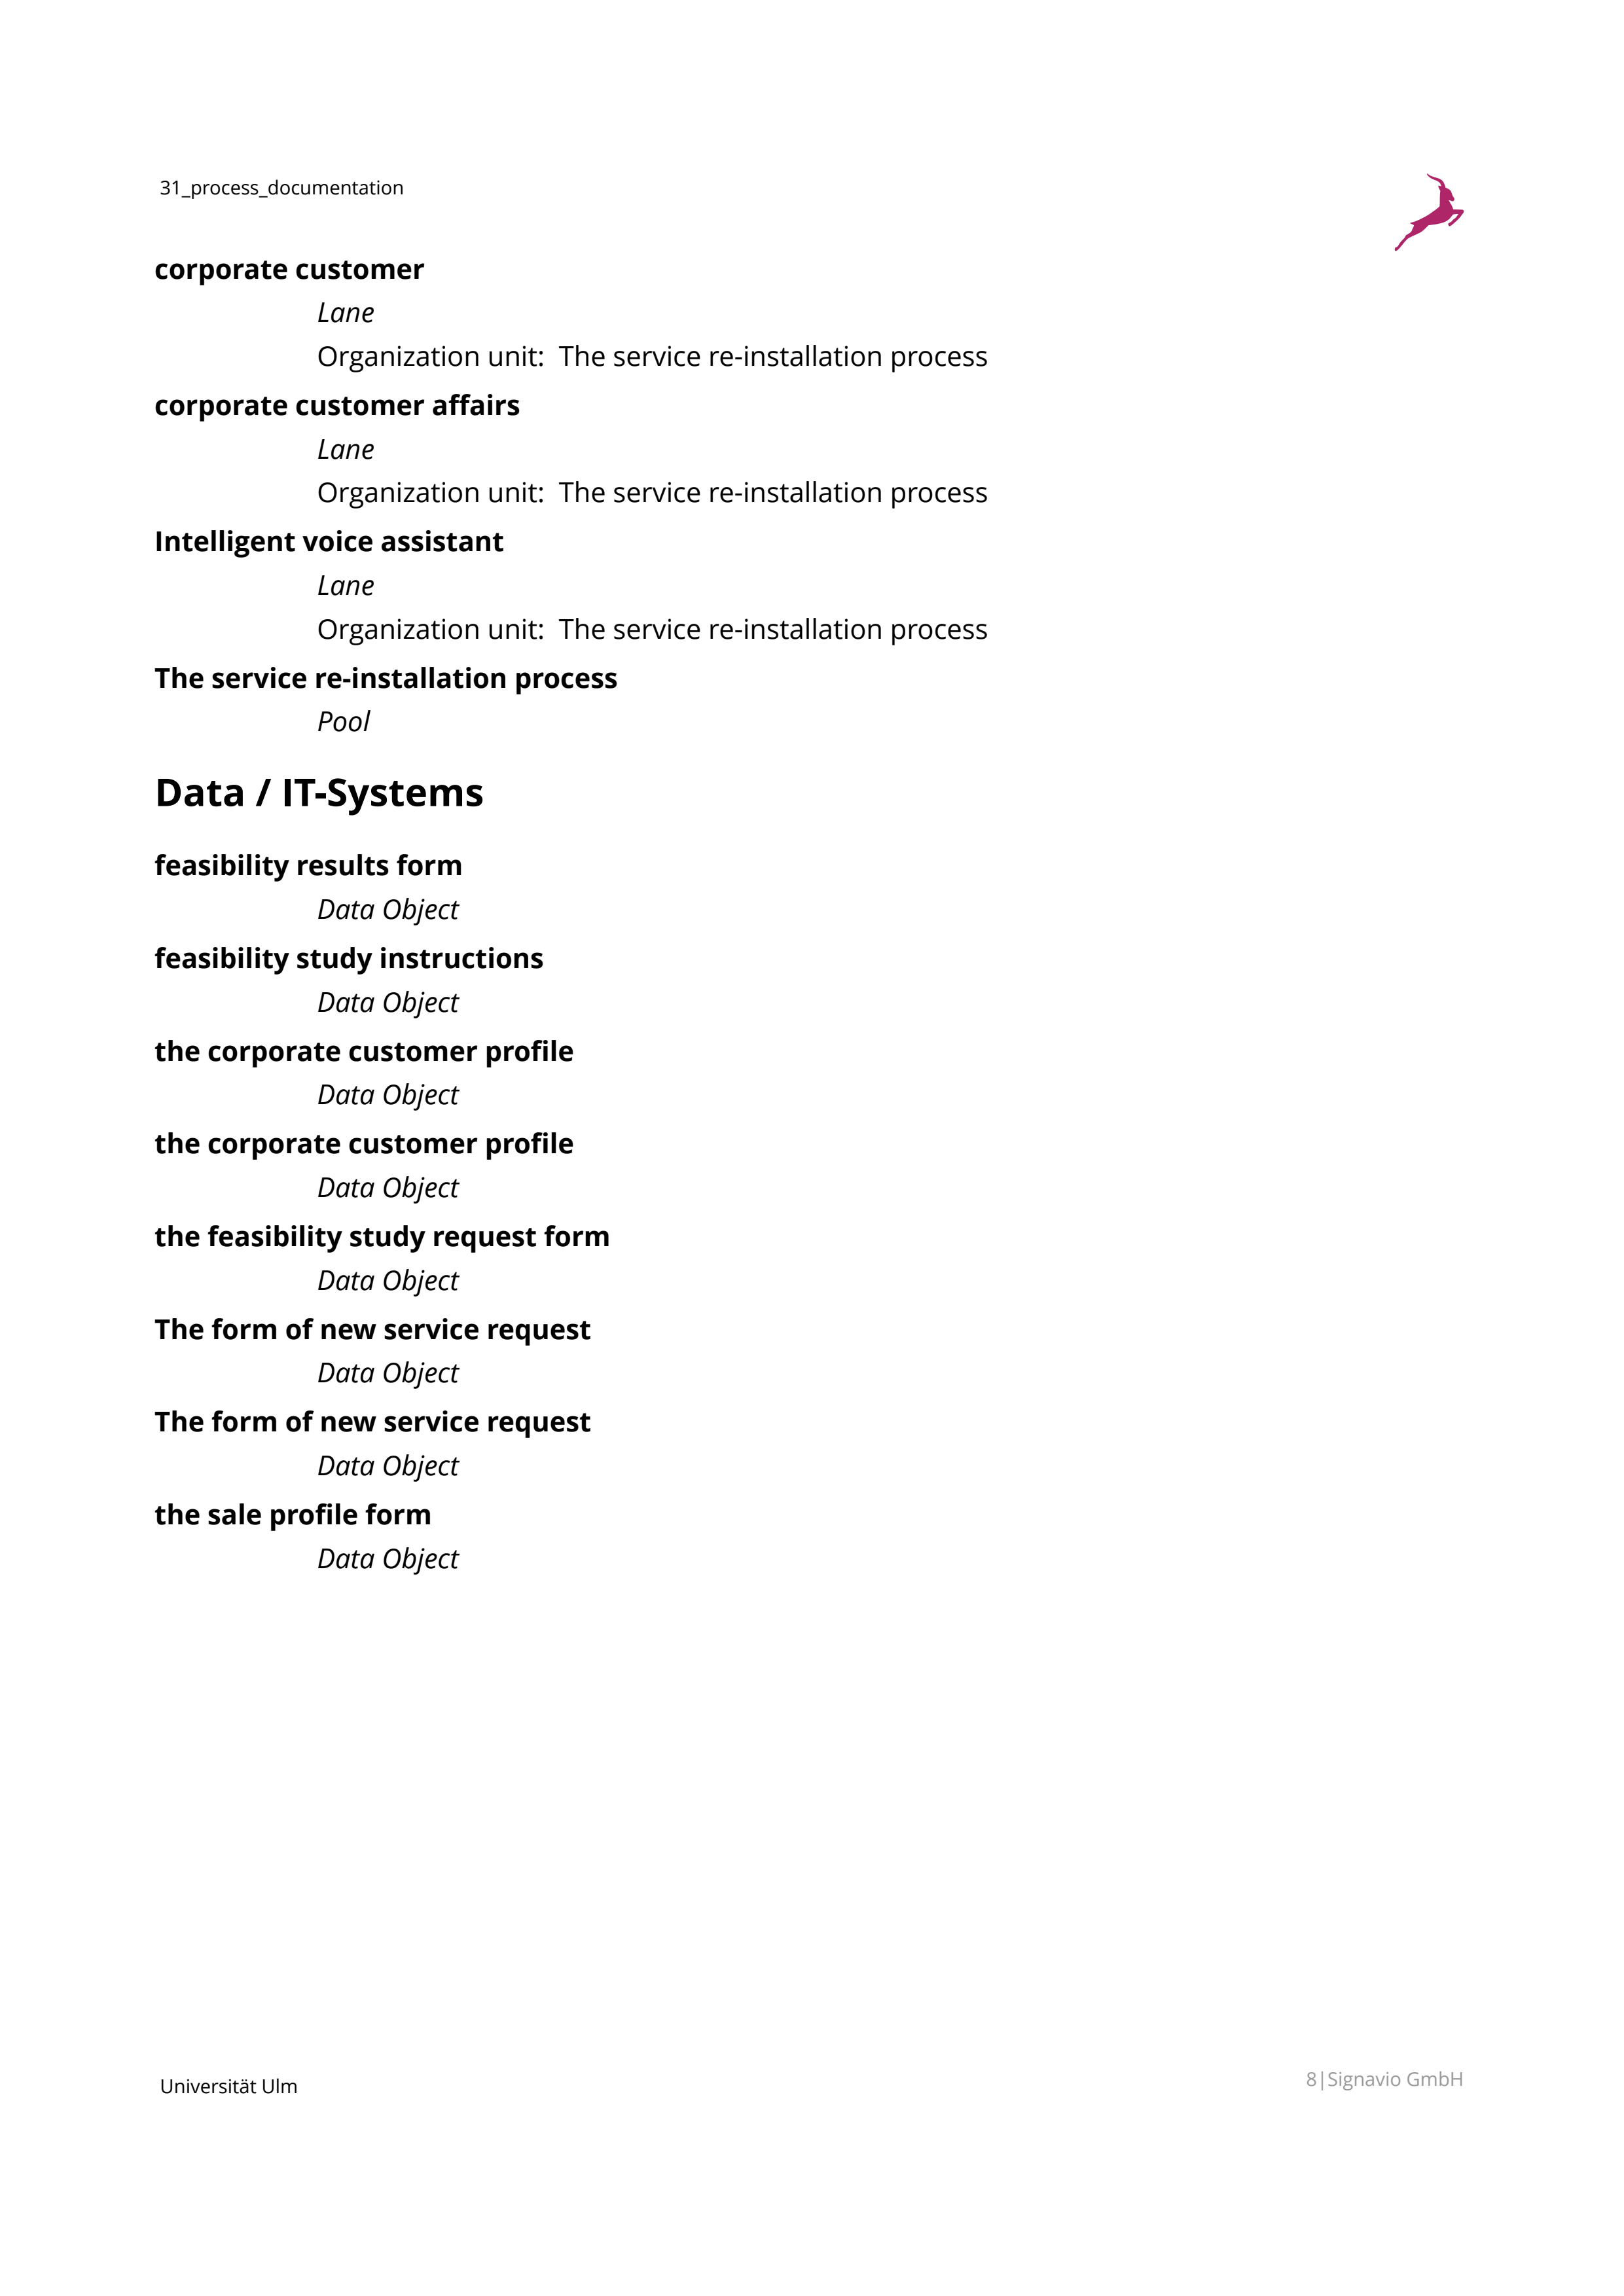 31_process_documentation
corporate customer
Lane
Organization unit:  The service re-installation process
corporate customer affairs
Lane
Organization unit:  The service re-installation process
Intelligent voice assistant
Lane
Organization unit:  The service re-installation process
The service re-installation process
Pool
Data / IT-Systems
feasibility results form
Data Object
feasibility study instructions
Data Object
the corporate customer profile
Data Object
the corporate customer profile
Data Object
the feasibility study request form
Data Object
The form of new service request
Data Object
The form of new service request
Data Object
the sale profile form
Data Object
Universität Ulm
8|Signavio GmbH